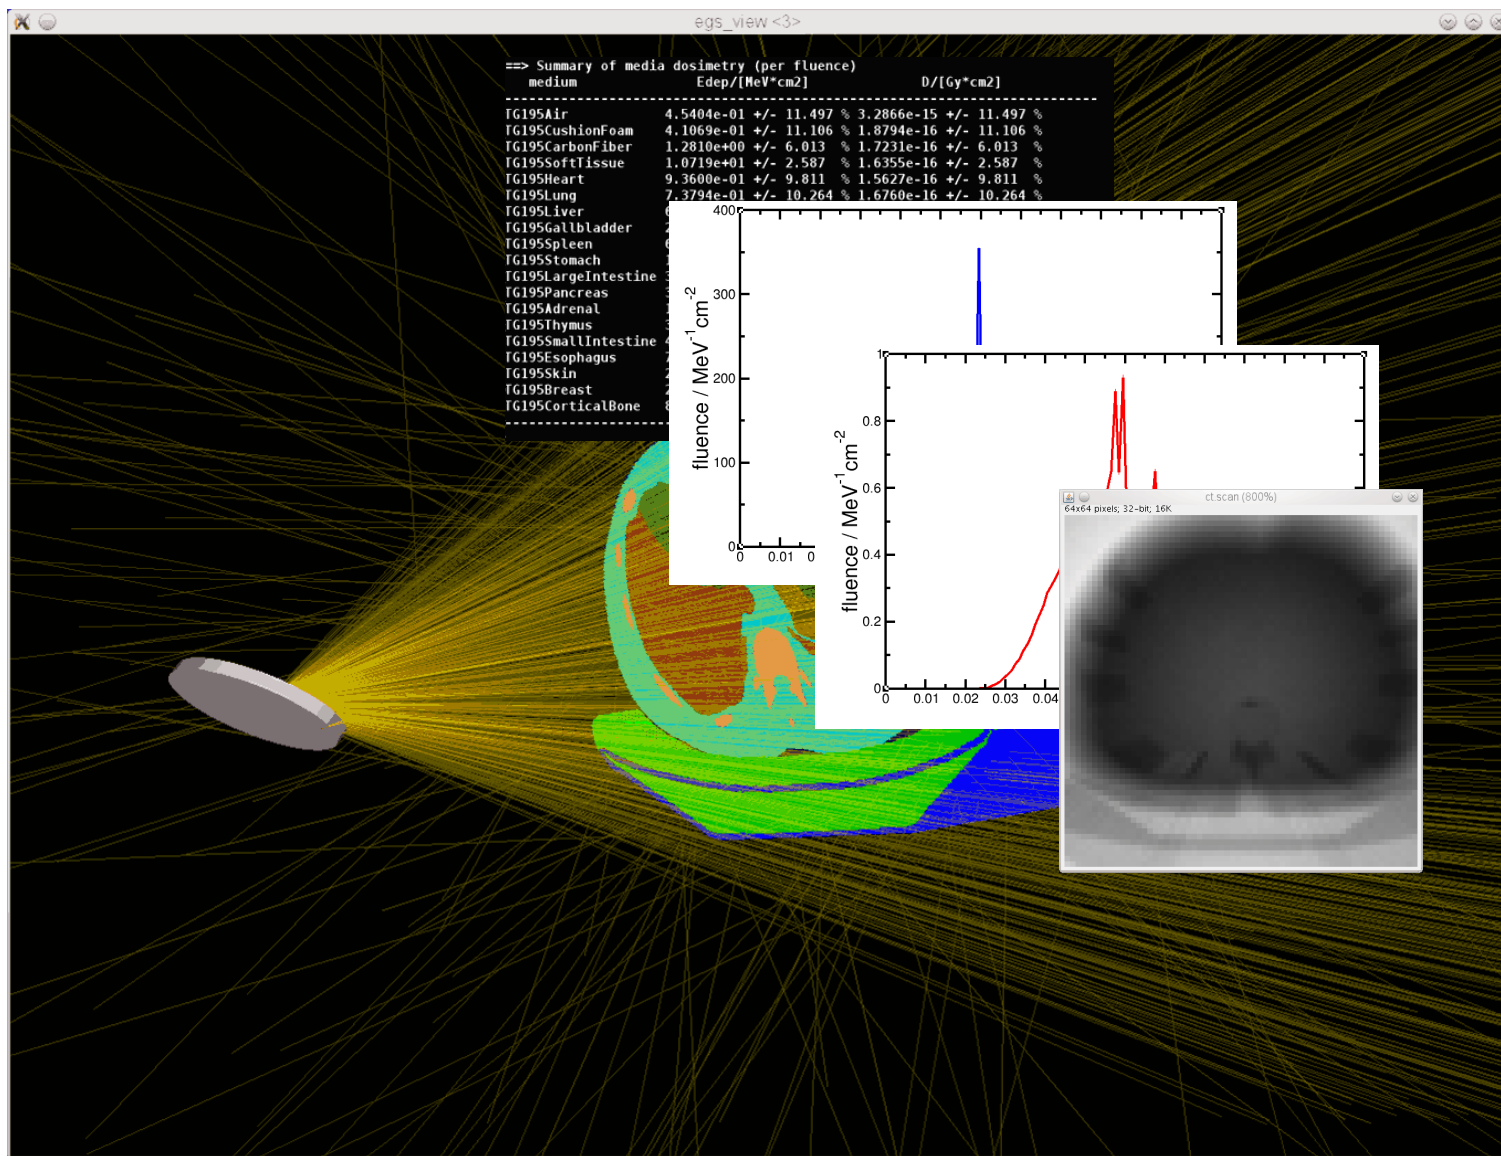 egs_view <3>
==> Summary of media dosimetry (per fluence)
medium Edep/[MeV*cm2] D/[Gy*cm2]
-----------------------------------------------------------------------------
TG195Air 4.5404e-01 +/- 11.497 % 3.2866e-15 +/- 11.497 %
TG195CushionFoam 4.1069e-01 +/- 11.106 % 1.8794e-16 +/- 11.106 %
TG195CarbonFiber 1.2810e+00 +/- 6.013 % 1.7231e-16 +/- 6.013 %
TG195SoftTissue 1.0719e+01 +/- 2.587 % 1.6355e-16 +/- 2.587 %
TG195Heart 9.3600e-01 +/- 9.811 % 1.5627e-16 +/- 9.811 %
TG195Lung 7.3794e-01 +/- 10.264 % 1.6760e-16 +/- 10.264 %
TG195Liver
TG195Gallbladder
TG195Spleen
TG195Stomach
TG195LargeIntestine
TG195Pancreas
TG195Adrenal
TG195Thymus
TG195SmallIntestine
TG195Esophagus
TG195Skin
TG195Breast
TG195CorticalBone
400
300
200
100
0
fluence / MeV⁻¹cm⁻²
0 0.01
1
0.8
0.6
0.4
0.2
0
fluence / MeV⁻¹cm⁻²
0 0.01 0.02 0.03 0.04
ct.scan (800%)
64x64 pixels; 32-bit; 16K